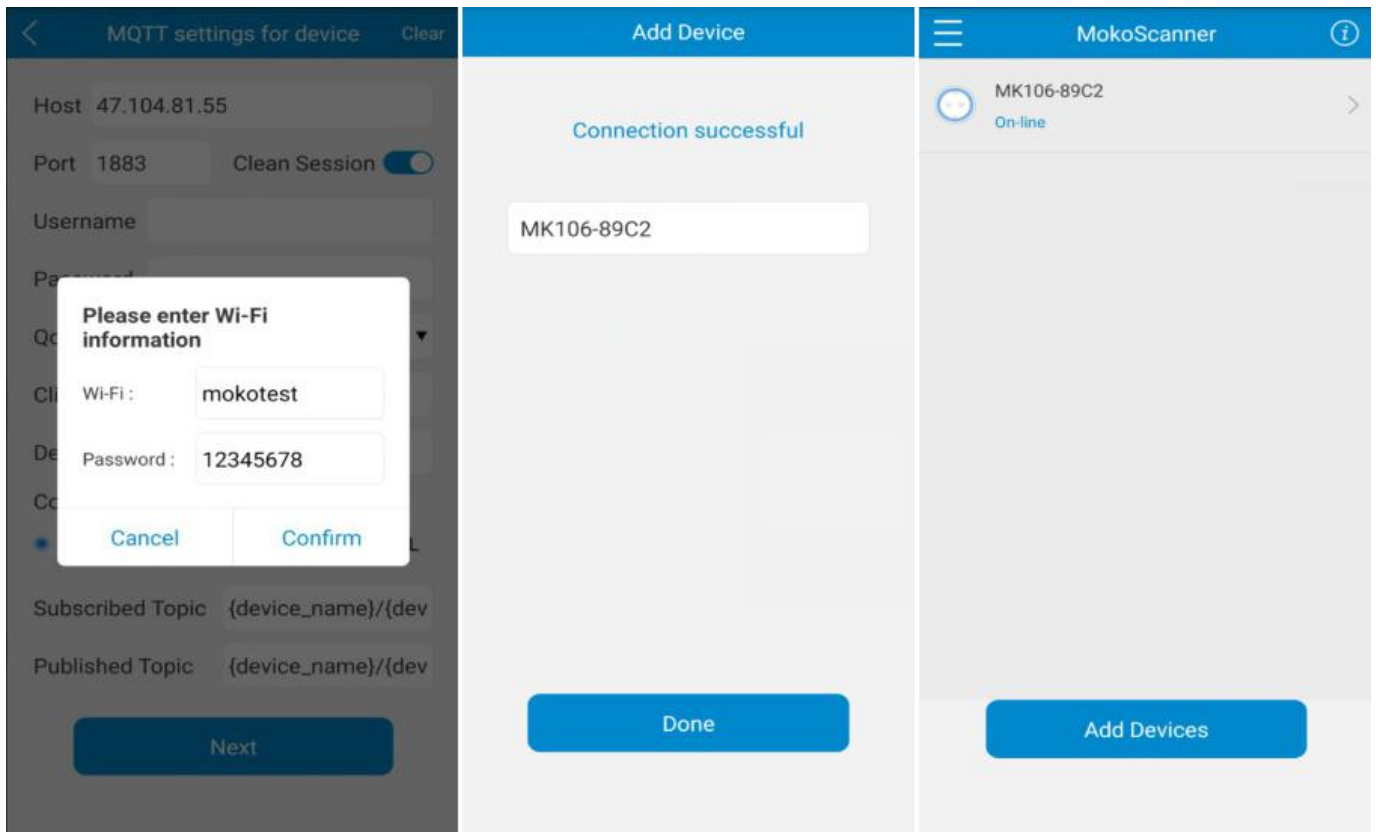 MQTT settings for device Clear
Host 47.104.81.55
Port 1883 Clean Session
Username
Please enter Wi-Fi
information
Wi-Fi : mokotest
Password : 12345678
Cancel Confirm
Subscribed Topic {device_name}/{dev
Published Topic {device_name}/{dev
Next
Add Device
Connection successful
MK106-89C2
Done
MokoScanner
MK106-89C2
On-line
Add Devices